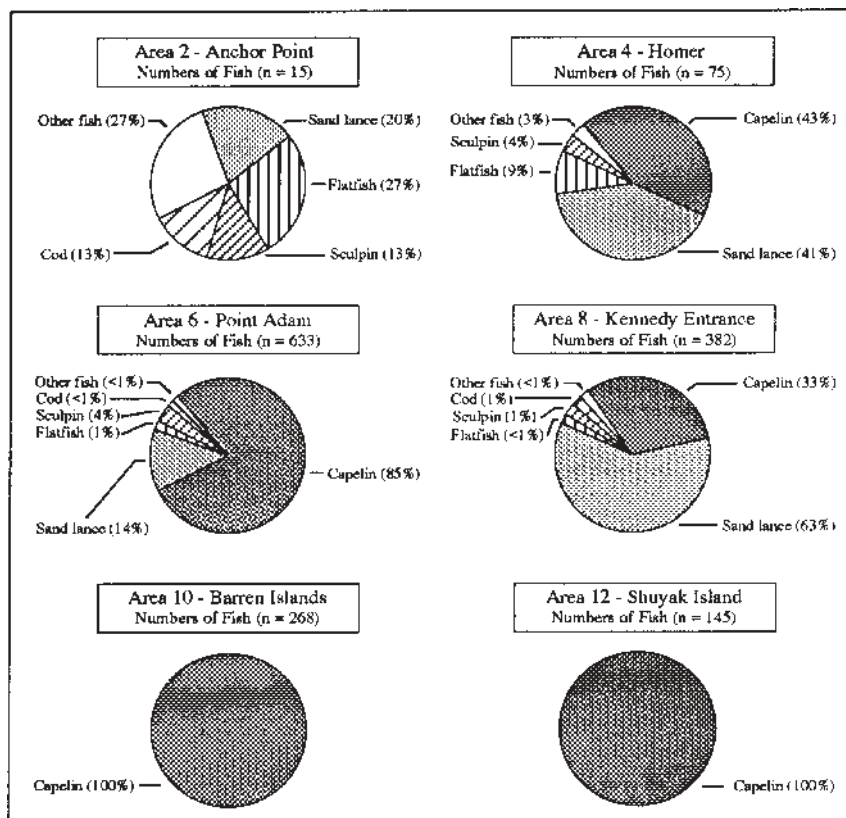 Area 2 - Anchor Point
Numbers of Fish (n = 15)
Other fish (27%)
Sand lance (20%)
Flatfish (27%)
Cod (13%)
Sculpin (13%)
Area 4 - Homer
Numbers of Fish (n = 75)
Other fish (3%)
Capelin (43%)
Sculpin (4%)
Flatfish (9%)
Sand lance (41%)
Area 6 - Point Adam
Numbers of Fish (n = 633)
Other fish (<1%)
Cod (<1%)
Sculpin (4%)
Flatfish (1%)
Capelin (85%)
Sand lance (14%)
Area 8 - Kennedy Entrance
Numbers of Fish (n = 382)
Other fish (<1%)
Capelin (33%)
Cod (1%)
Sculpin (1%)
Flatfish (<1%)
Sand lance (63%)
Area 10 - Barren Islands
Numbers of Fish (n = 268)
Capelin (100%)
Area 12 - Shuyak Island
Numbers of Fish (n = 145)
Capelin (100%)